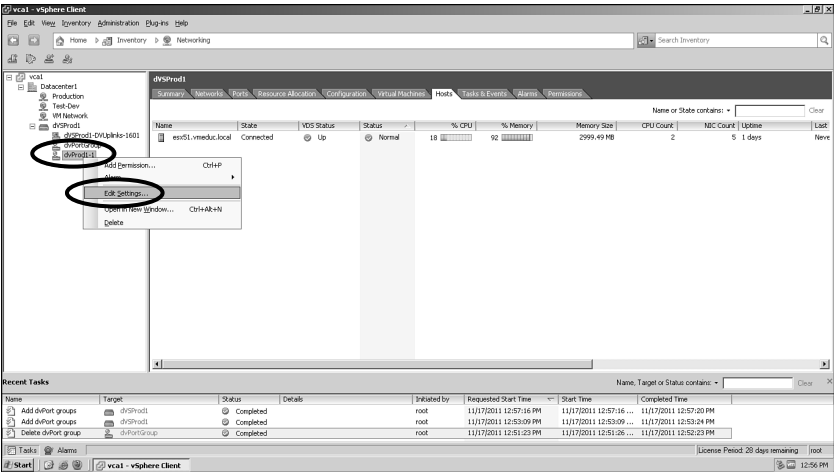 vca1 - vSphere Client
File Edit View Inventory Administration Plug-ins Help
Home Inventory Networking
Search Inventory
vca1
Datacenter1
Production
Test-Dev
VM Network
dVSProd1
dVSProd1-DVUplinks-1601
dvPortGroup
dvProd1-1
Add Permission... Ctrl+P
Alarm
Edit Settings...
Open in New Window... Ctrl+Alt+N
Delete
dVSProd1
Summary Networks Ports Resource Allocation Configuration Virtual Machines Hosts Tasks & Events Alarms Permissions
Name or State contains: Clear
Name State VDS Status Status % CPU % Memory Memory Size CPU Count NIC Count Uptime Last
esx51.vmeduc.local Connected Up Normal 18 92 2999.49 MB 2 5 1 days Neve
Recent Tasks
Name, Target or Status contains: Clear
Name Target Status Details Initiated by Requested Start Time Start Time Completed Time
Add dvPort groups dVSProd1 Completed root 11/17/2011 12:57:16 PM 11/17/2011 12:57:16 ... 11/17/2011 12:57:20 PM
Add dvPort groups dVSProd1 Completed root 11/17/2011 12:53:09 PM 11/17/2011 12:53:09 ... 11/17/2011 12:53:24 PM
Delete dvPort group dvPortGroup Completed root 11/17/2011 12:51:23 PM 11/17/2011 12:51:26 ... 11/17/2011 12:52:23 PM
Tasks Alarms
License Period: 28 days remaining root
Start vca1 - vSphere Client 12:56 PM